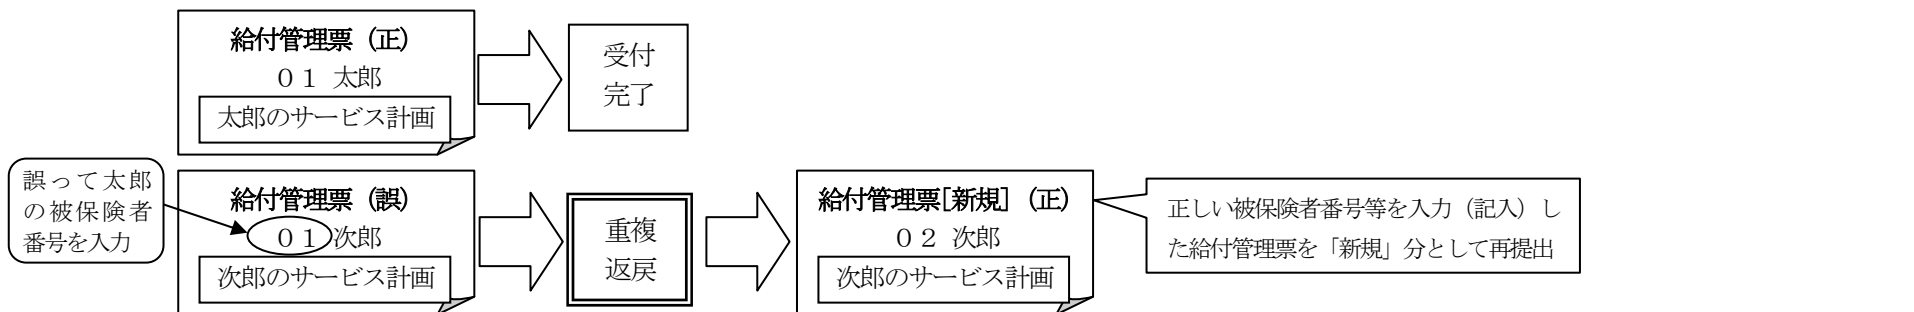 給付管理票（正）
０１ 太郎
太郎のサービス計画
受付
完了
誤って太郎
の被保険者
番号を入力
給付管理票（誤）
０１ 次郎
次郎のサービス計画
重複
返戻
給付管理票[新規]（正）
０２ 次郎
次郎のサービス計画
正しい被保険者番号等を入力（記入）し
た給付管理票を「新規」分として再提出